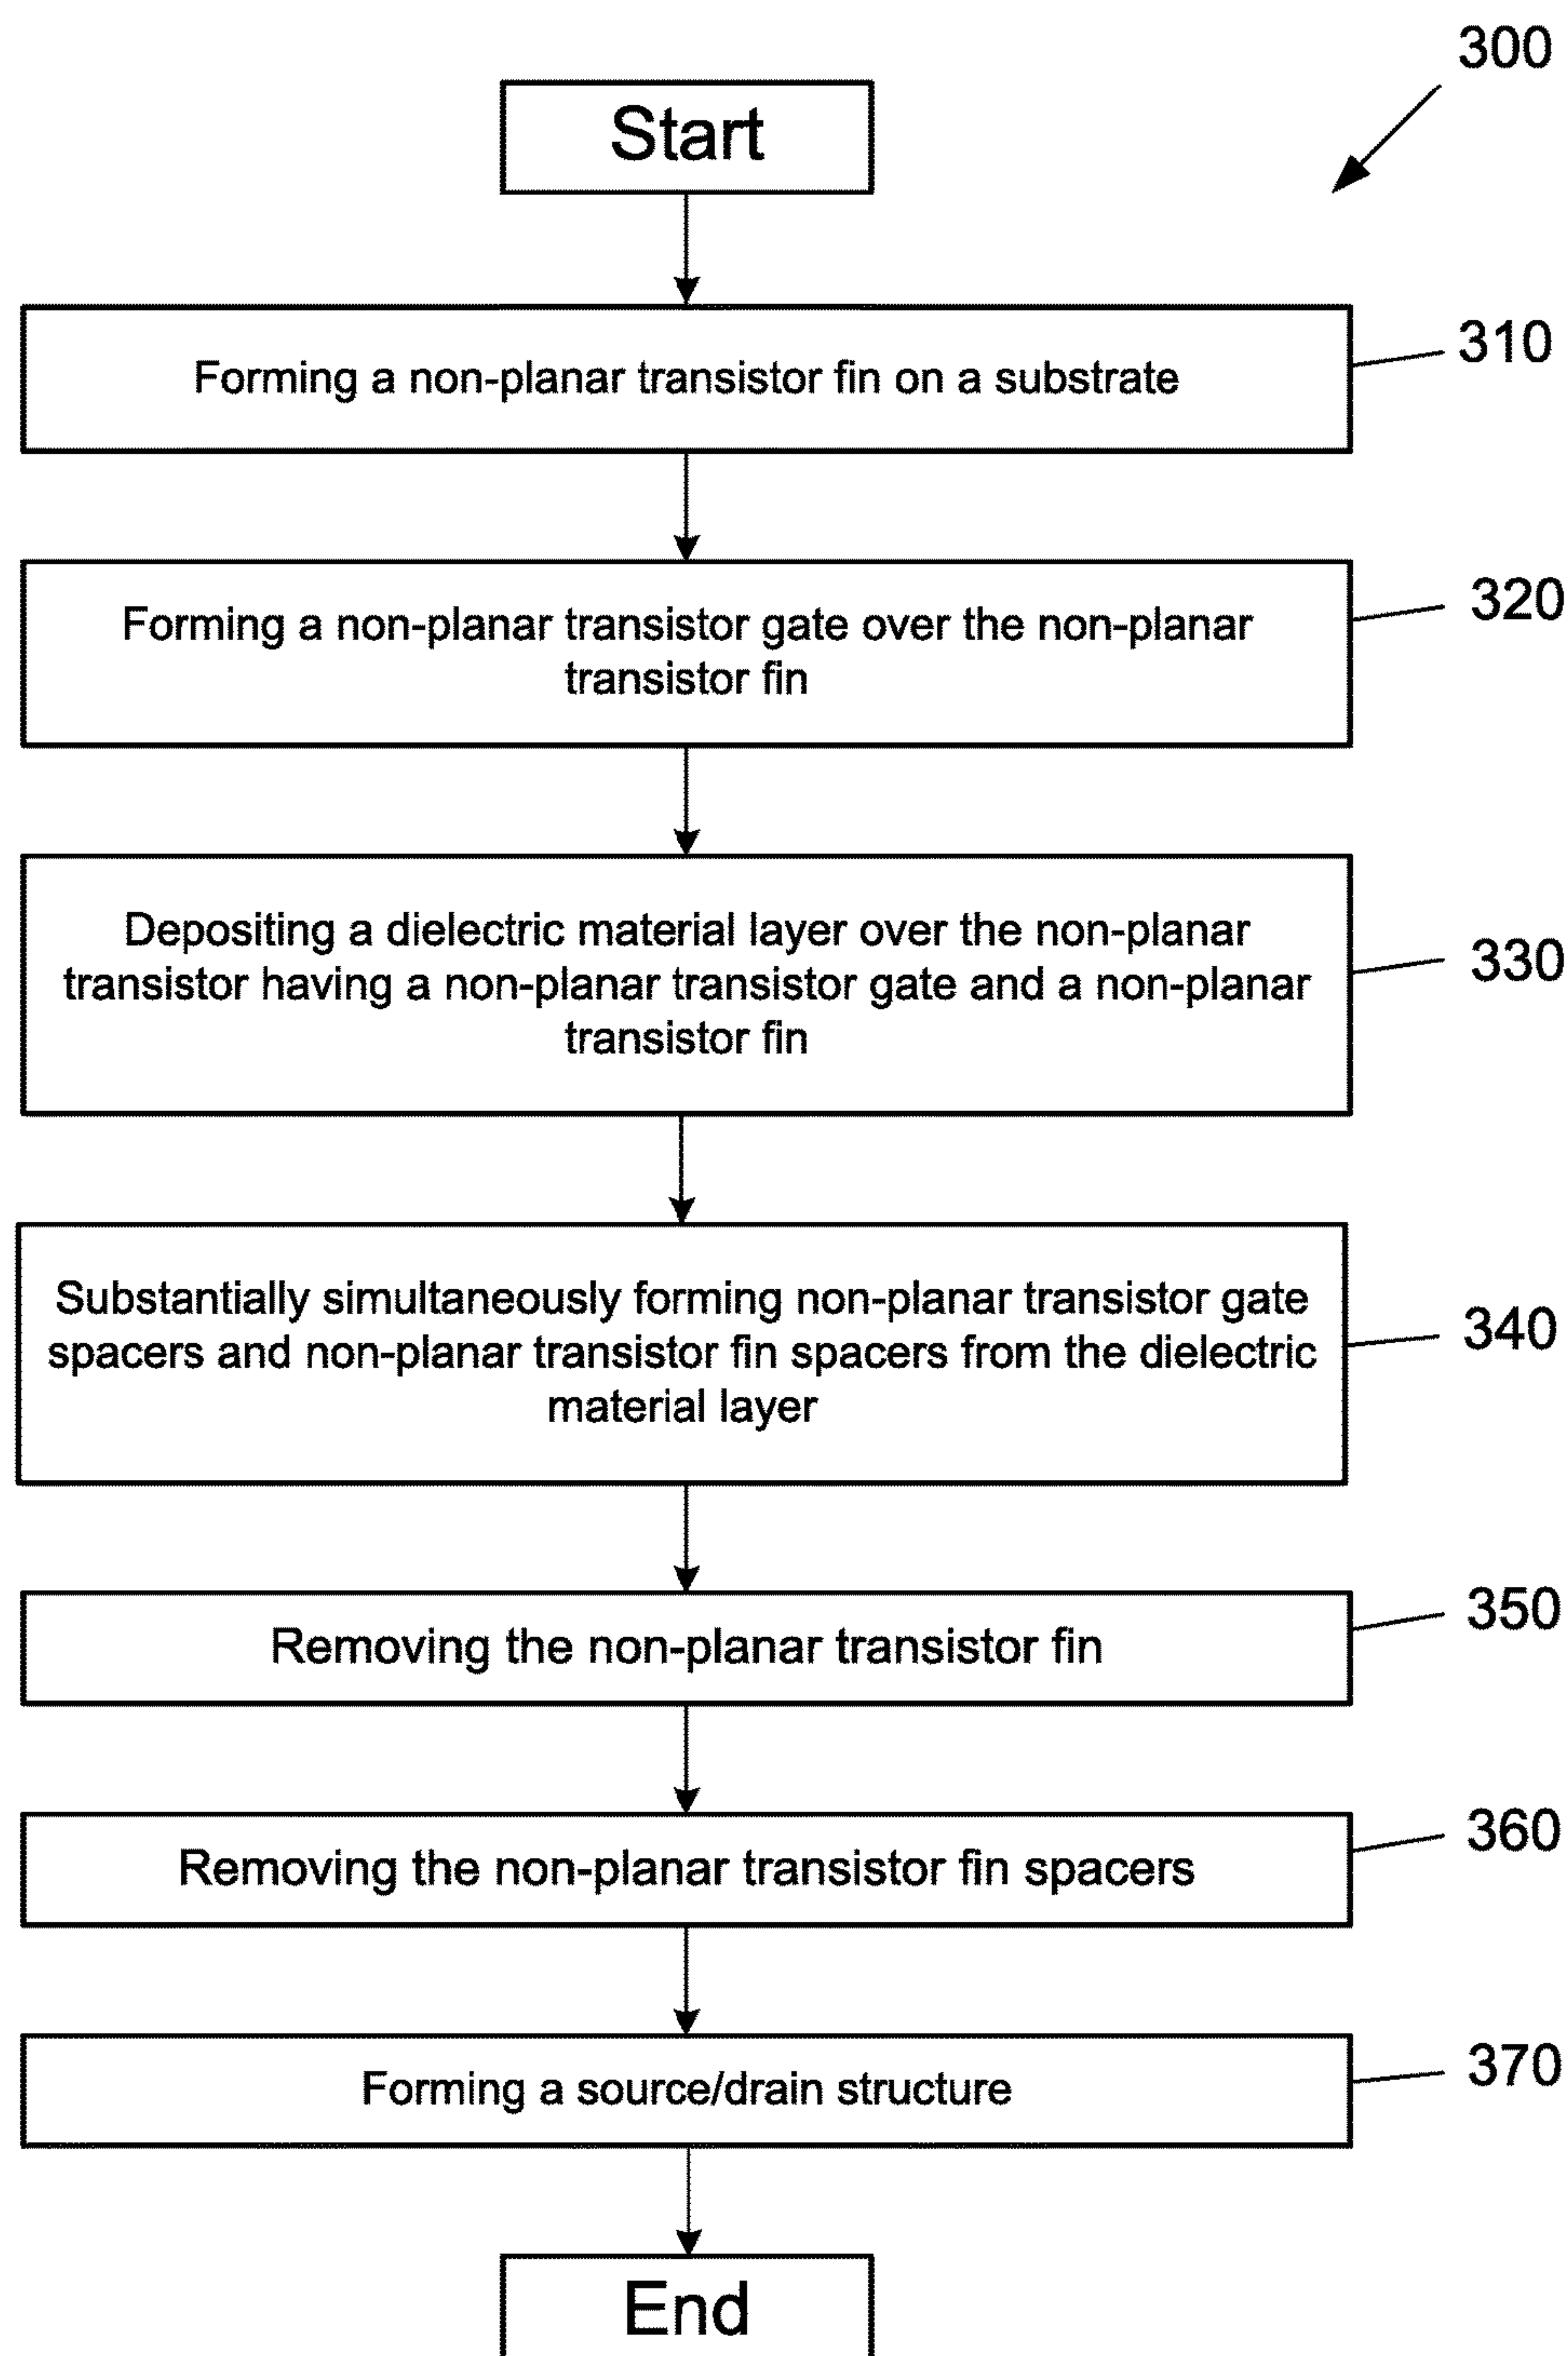 300
Start
Forming a non-planar transistor fin on a substrate
310
Forming a non-planar transistor gate over the non-planar
transistor fin
320
Depositing a dielectric material layer over the non-planar
transistor having a non-planar transistor gate and a non-planar
transistor fin
330
Substantially simultaneously forming non-planar transistor gate
spacers and non-planar transistor fin spacers from the dielectric
material layer
340
Removing the non-planar transistor fin
350
Removing the non-planar transistor fin spacers
360
Forming a source/drain structure
370
End